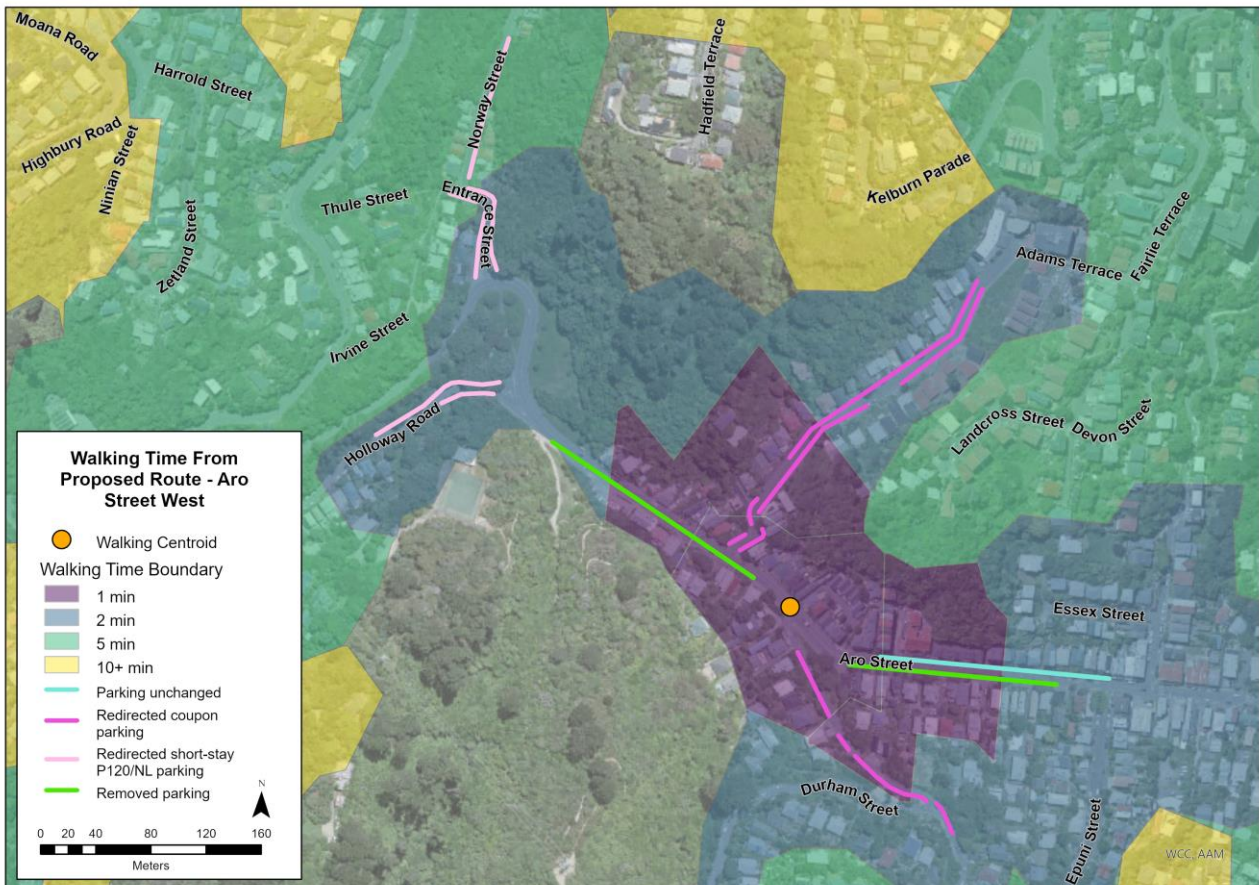 Moana Road
Harrold Street
Norway Street
Hadfield Terrace
Highbury Road
Ninian Street
Thule Street
Entrance Street
Kelburn Parade
Zetland Street
Adams Terrace
Fairlie Terrace
Irvine Street
Holloway Road
Landcross Street
Devon Street
Essex Street
Aro Street
Durham Street
Epuni Street
WCC, AAM
Walking Time From
Proposed Route - Aro
Street West
Walking Centroid
Walking Time Boundary
1 min
2 min
5 min
10+ min
Parking unchanged
Redirected coupon
parking
Redirected short-stay
P120/NL parking
Removed parking
N
0 20 40 80 120 160
Meters